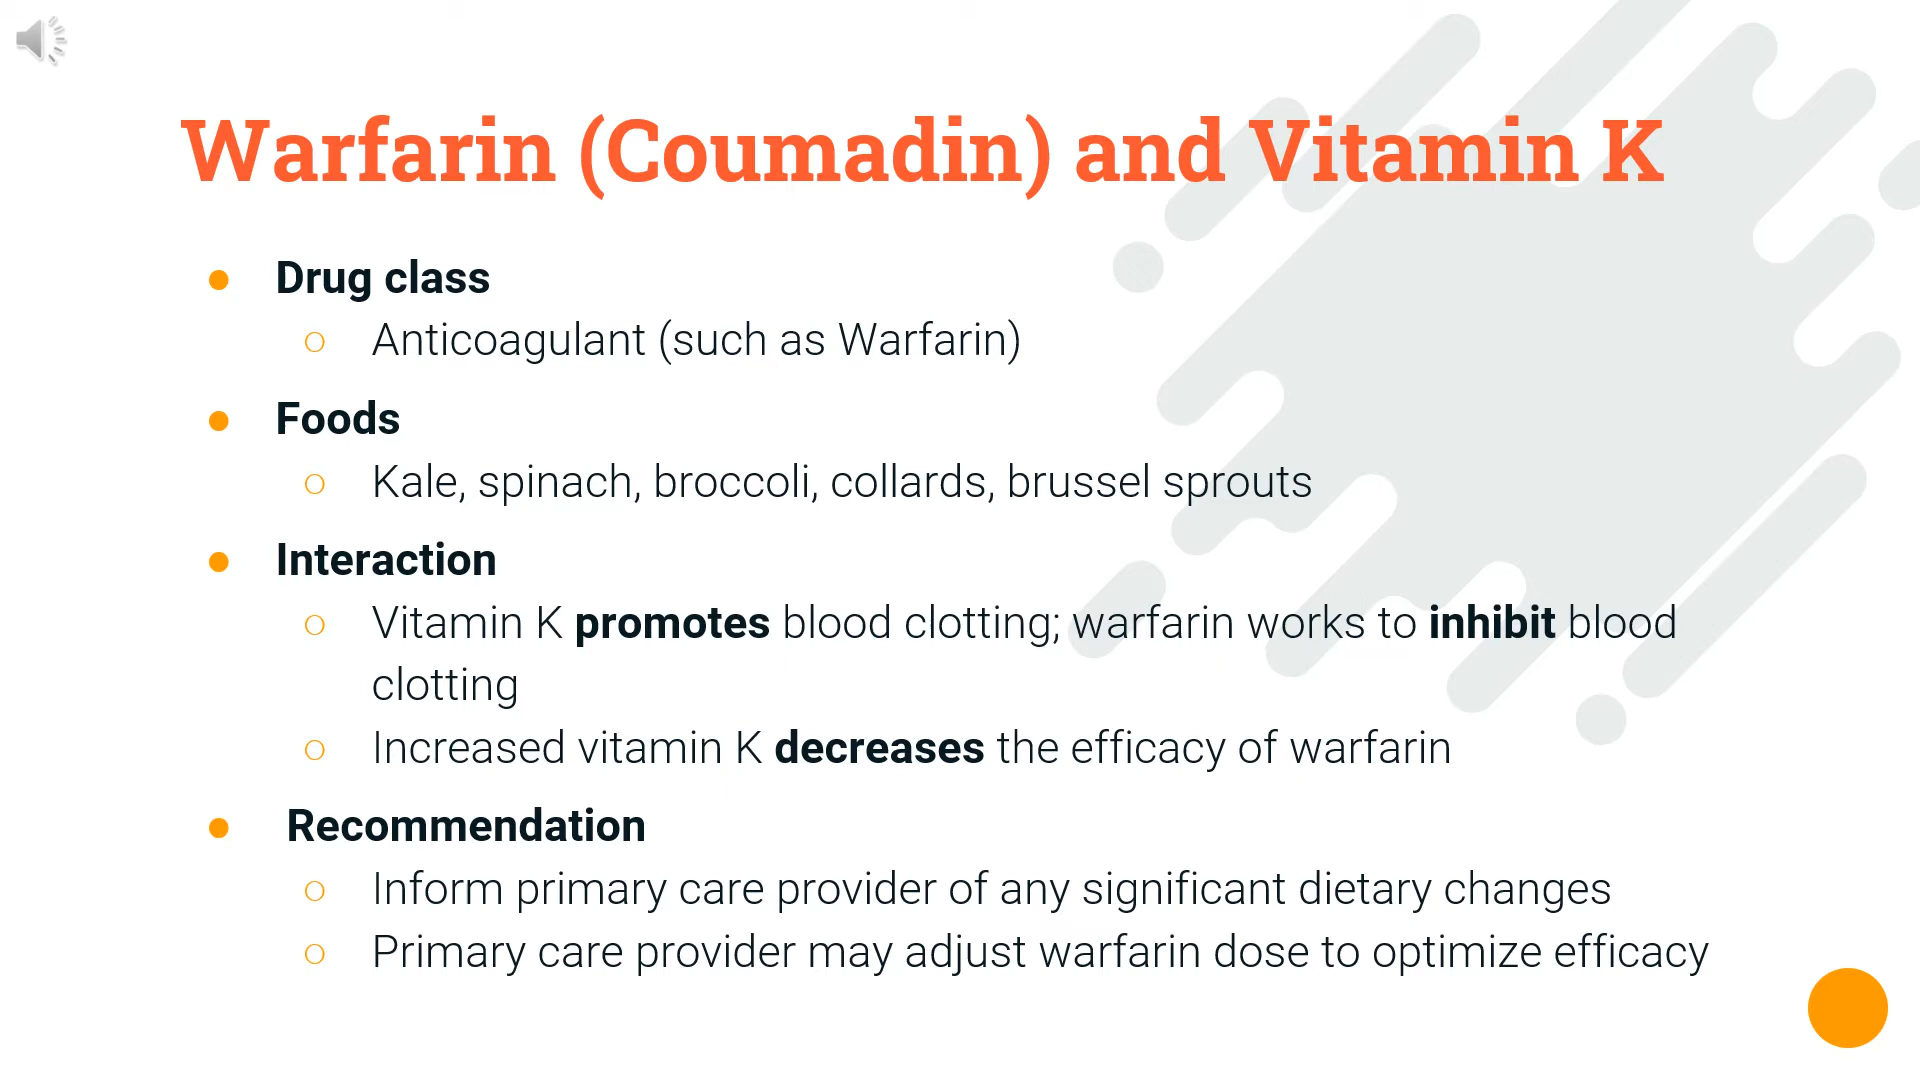 Warfarin (Coumadin) and Vitamin K
● Drug class
○ Anticoagulant (such as Warfarin)
● Foods
○ Kale, spinach, broccoli, collards, brussel sprouts
● Interaction
○ Vitamin K promotes blood clotting; warfarin works to inhibit blood
clotting
○ Increased vitamin K decreases the efficacy of warfarin
● Recommendation
○ Inform primary care provider of any significant dietary changes
○ Primary care provider may adjust warfarin dose to optimize efficacy